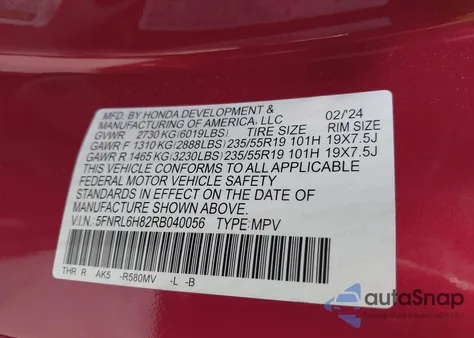 MFD. BY HONDA DEVELOPMENT &
MANUFACTURING OF AMERICA, LLC 02/'24
GVWR 2730 KG(6019LBS) TIRE SIZE RIM SIZE
GAWR F 1310 KG(2888LBS) 235/55R19 101H 19X7.5J
GAWR R 1465 KG(3230LBS) 235/55R19 101H 19X7.5J
THIS VEHICLE CONFORMS TO ALL APPLICABLE
FEDERAL MOTOR VEHICLE SAFETY
STANDARDS IN EFFECT ON THE DATE OF
MANUFACTURE SHOWN ABOVE.
V.I.N.: 5FNRL6H82RB040056 TYPE: MPV
THR R AK5 -R580MV -L -B
autaSnap